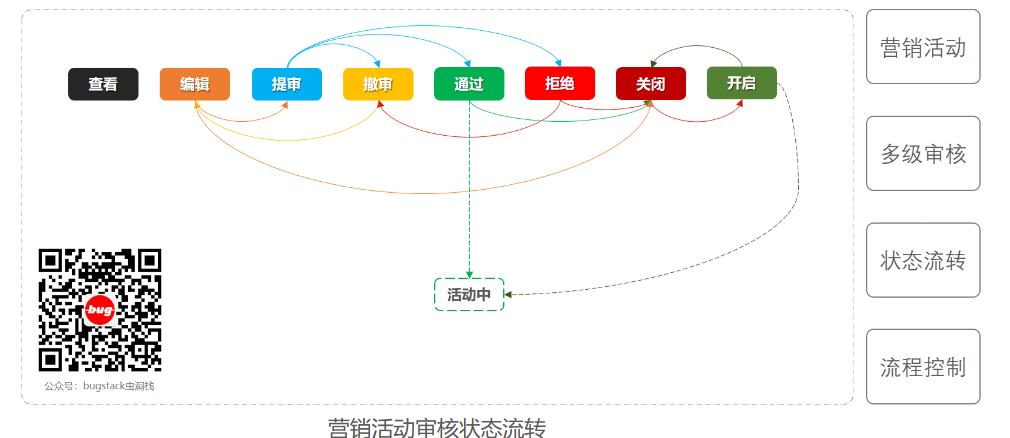 查看
编辑
提审
撤审
通过
拒绝
关闭
开启
活动中
bug
公众号：bugstack虫洞栈
营销活动审核状态流转
营销活动
多级审核
状态流转
流程控制